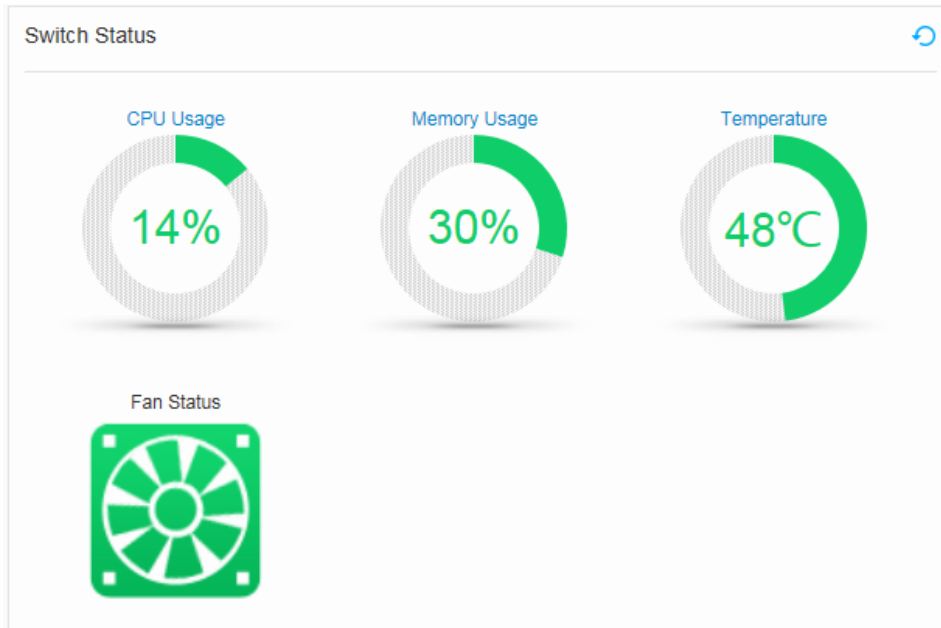 Switch Status
CPU Usage
Memory Usage
Temperature
14%
30%
48℃
Fan Status